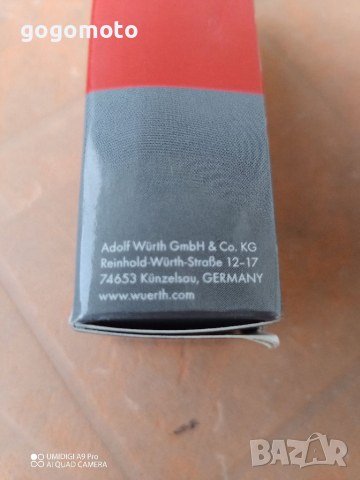 gogomoto
Adolf Würth GmbH & Co. KG
Reinhold-Würth-Straße 12-17
74653 Künzelsau, GERMANY
www.wuerth.com
UMIDIGI A9 Pro
AI QUAD CAMERA
BAZAR
bg